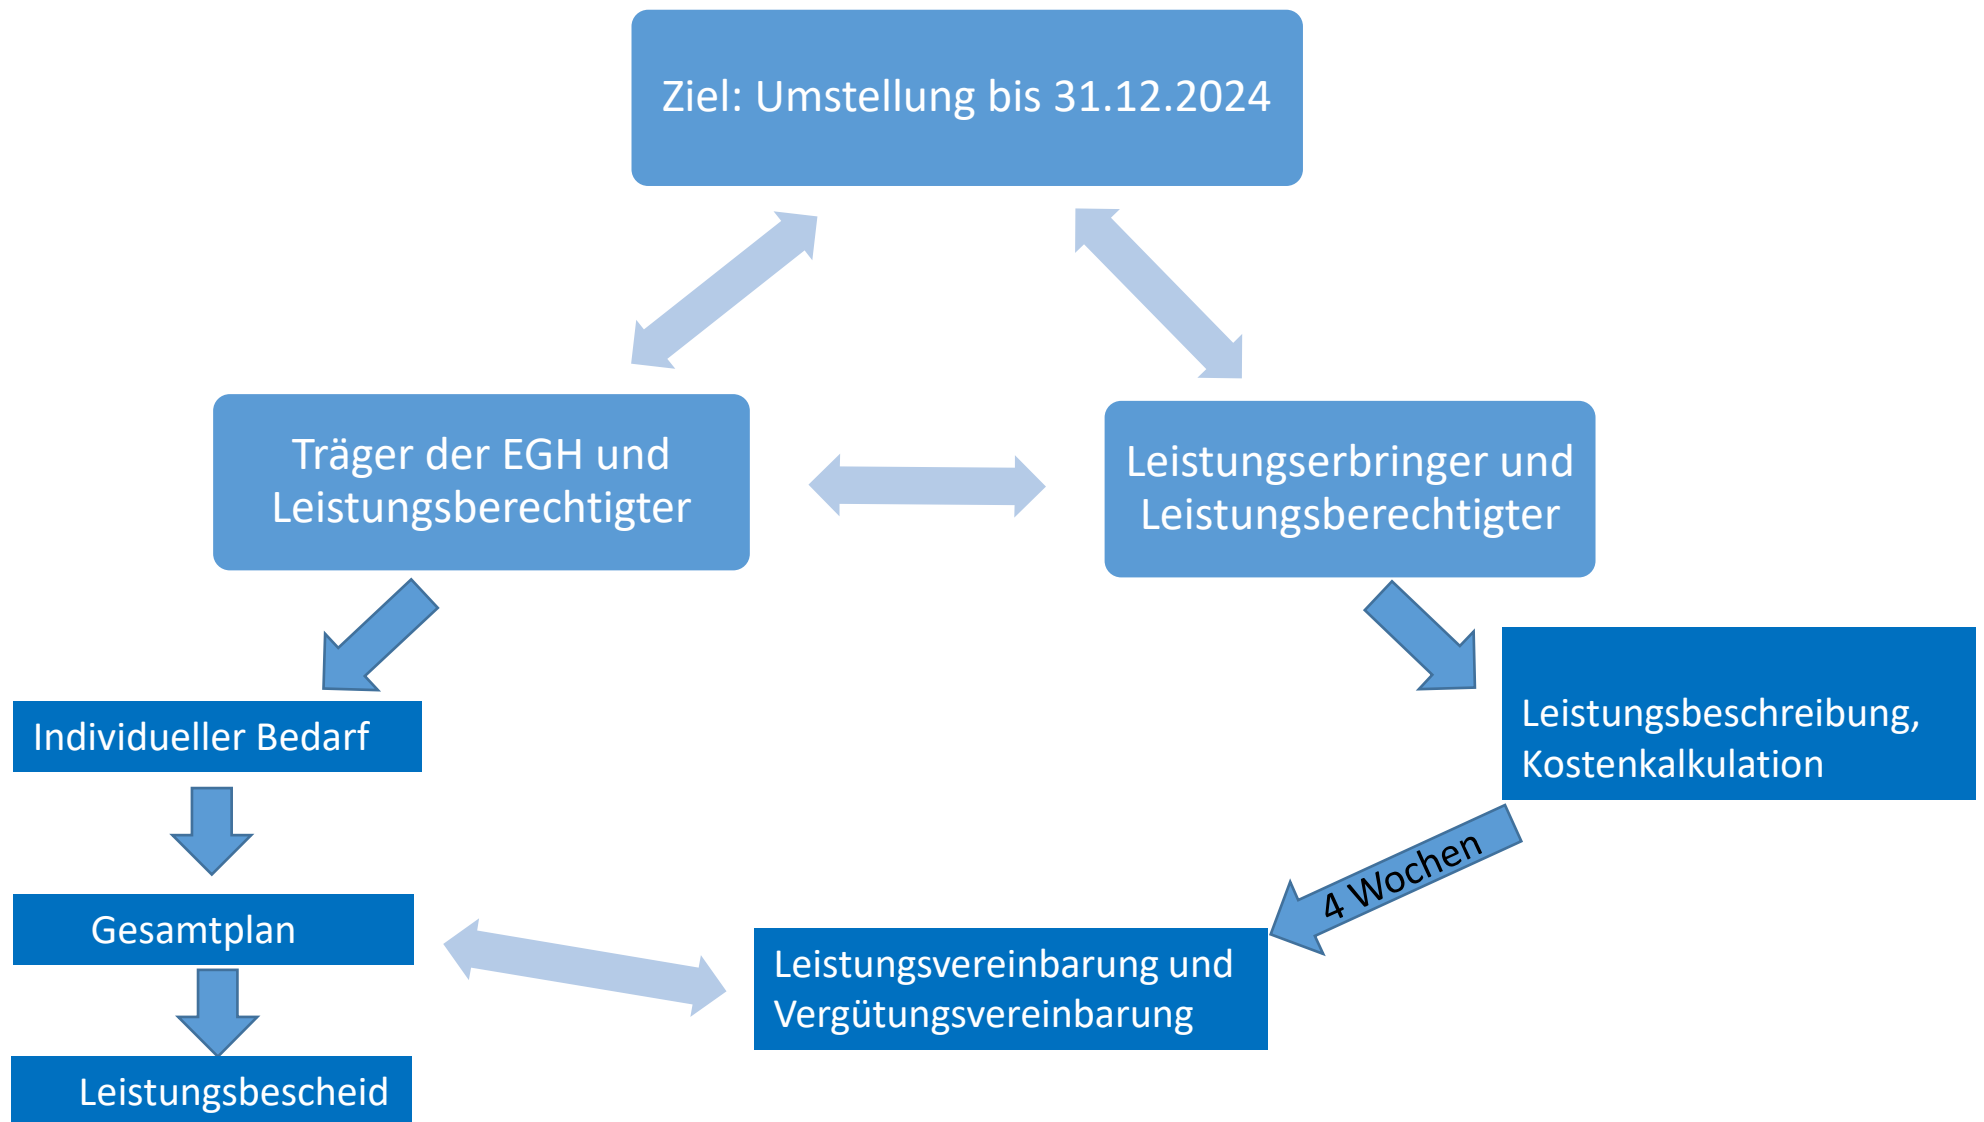 Ziel: Umstellung bis 31.12.2024
Träger der EGH und
Leistungsberechtigter
Leistungserbringer und
Leistungsberechtigter
Individueller Bedarf
Leistungsbeschreibung,
Kostenkalkulation
4 Wochen
Gesamtplan
Leistungsvereinbarung und
Vergütungsvereinbarung
Leistungsbescheid